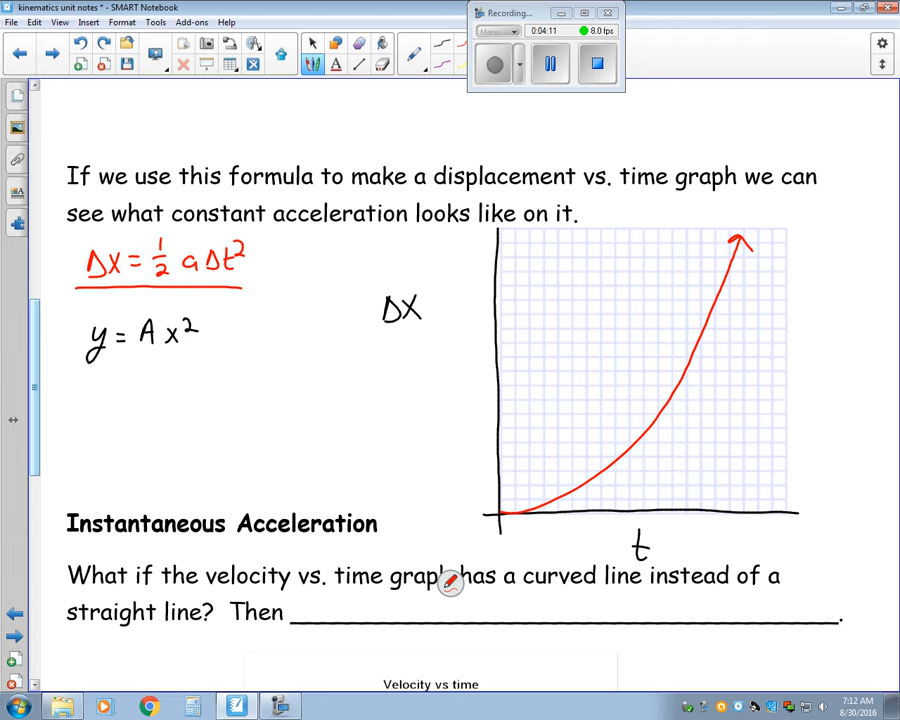 kinematics unit notes * - SMART Notebook
File Edit View Insert Format Tools Add-ons Help
Recording...
Menu
0:04:11
8.0 fps
If we use this formula to make a displacement vs. time graph we can
see what constant acceleration looks like on it.
Δx = 1/2 a Δt²
y = A x²
Δx
t
Instantaneous Acceleration
What if the velocity vs. time graph has a curved line instead of a
straight line? Then ______________________________.
Velocity vs time
7:12 AM
8/30/2016